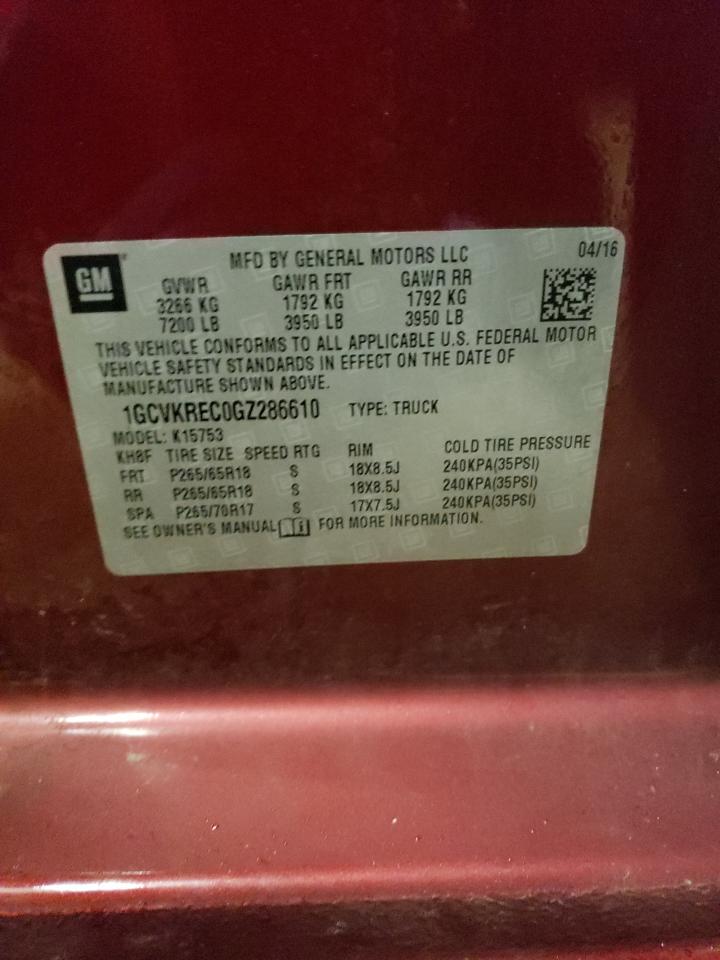 GM
MFD BY GENERAL MOTORS LLC 04/16
GVWR GAWR FRT GAWR RR
3266 KG 1792 KG 1792 KG
7200 LB 3950 LB 3950 LB
THIS VEHICLE CONFORMS TO ALL APPLICABLE U.S. FEDERAL MOTOR
VEHICLE SAFETY STANDARDS IN EFFECT ON THE DATE OF
MANUFACTURE SHOWN ABOVE.
1GCVKREC0GZ286610 TYPE: TRUCK
MODEL: K15753
KH8F TIRE SIZE SPEED RTG RIM COLD TIRE PRESSURE
FRT P265/65R18 S 18X8.5J 240KPA(35PSI)
RR P265/65R18 S 18X8.5J 240KPA(35PSI)
SPA P265/70R17 S 17X7.5J 240KPA(35PSI)
SEE OWNER'S MANUAL FOR MORE INFORMATION.